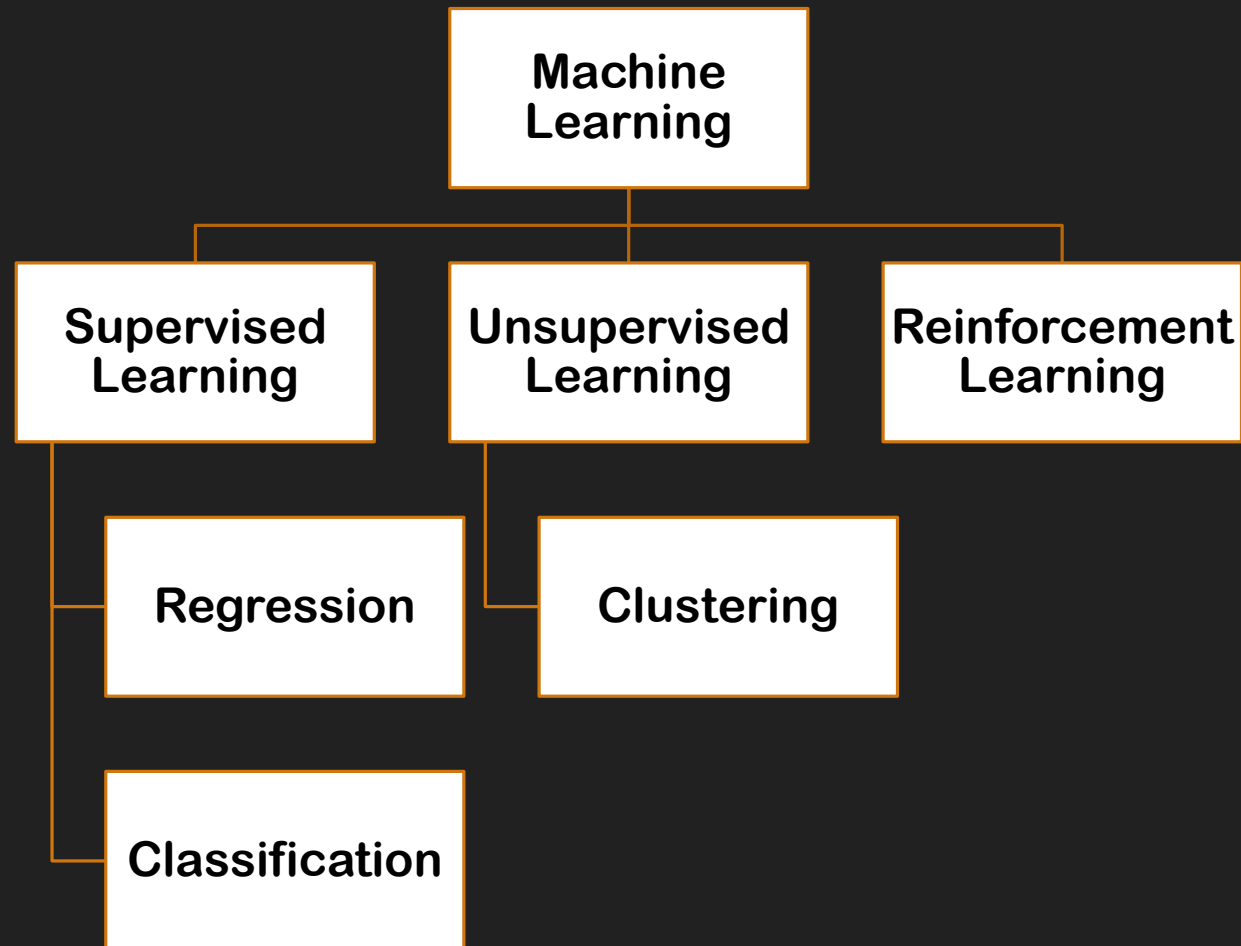 Machine
Learning
Supervised
Learning
Unsupervised
Learning
Reinforcement
Learning
Regression
Clustering
Classification